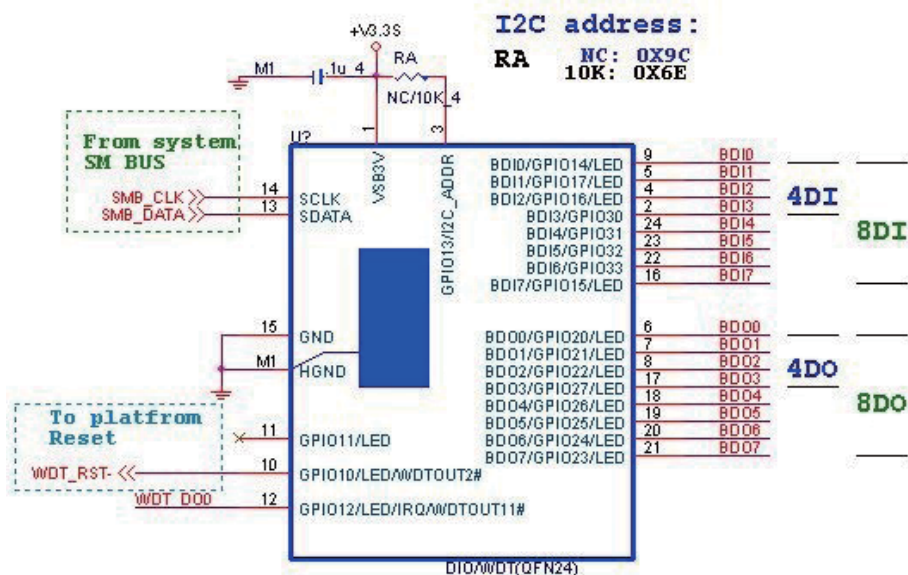 I2C address:
RA NC: 0X9C
10K: 0X6E
+V3.3S
RA
M1 .1u_4
NC/10K_4
From system
SM BUS
U?
1
3
VSB3V
GPIO13/I2C_ADDR
SMB_CLK 14 SCLK
SMB_DATA 13 SDATA
BDI0/GPIO14/LED 9 BDI0
BDI1/GPIO17/LED 5 BDI1
BDI2/GPIO16/LED 4 BDI2
BDI3/GPIO30 2 BDI3
BDI4/GPIO31 24 BDI4
BDI5/GPIO32 23 BDI5
BDI6/GPIO33 22 BDI6
BDI7/GPIO15/LED 16 BDI7
4DI
8DI
15 GND
M1 HGND
BDO0/GPIO20/LED 6 BDO0
BDO1/GPIO21/LED 7 BDO1
BDO2/GPIO22/LED 8 BDO2
BDO3/GPIO27/LED 17 BDO3
BDO4/GPIO26/LED 18 BDO4
BDO5/GPIO25/LED 19 BDO5
BDO6/GPIO24/LED 20 BDO6
BDO7/GPIO23/LED 21 BDO7
4DO
8DO
To platfrom
Reset
11 GPIO11/LED
WDT_RST- 10 GPIO10/LED/WDTOUT2#
WDT_DO0 12 GPIO12/LED/IRQ/WDTOUT11#
DIO/WDT(QFN24)